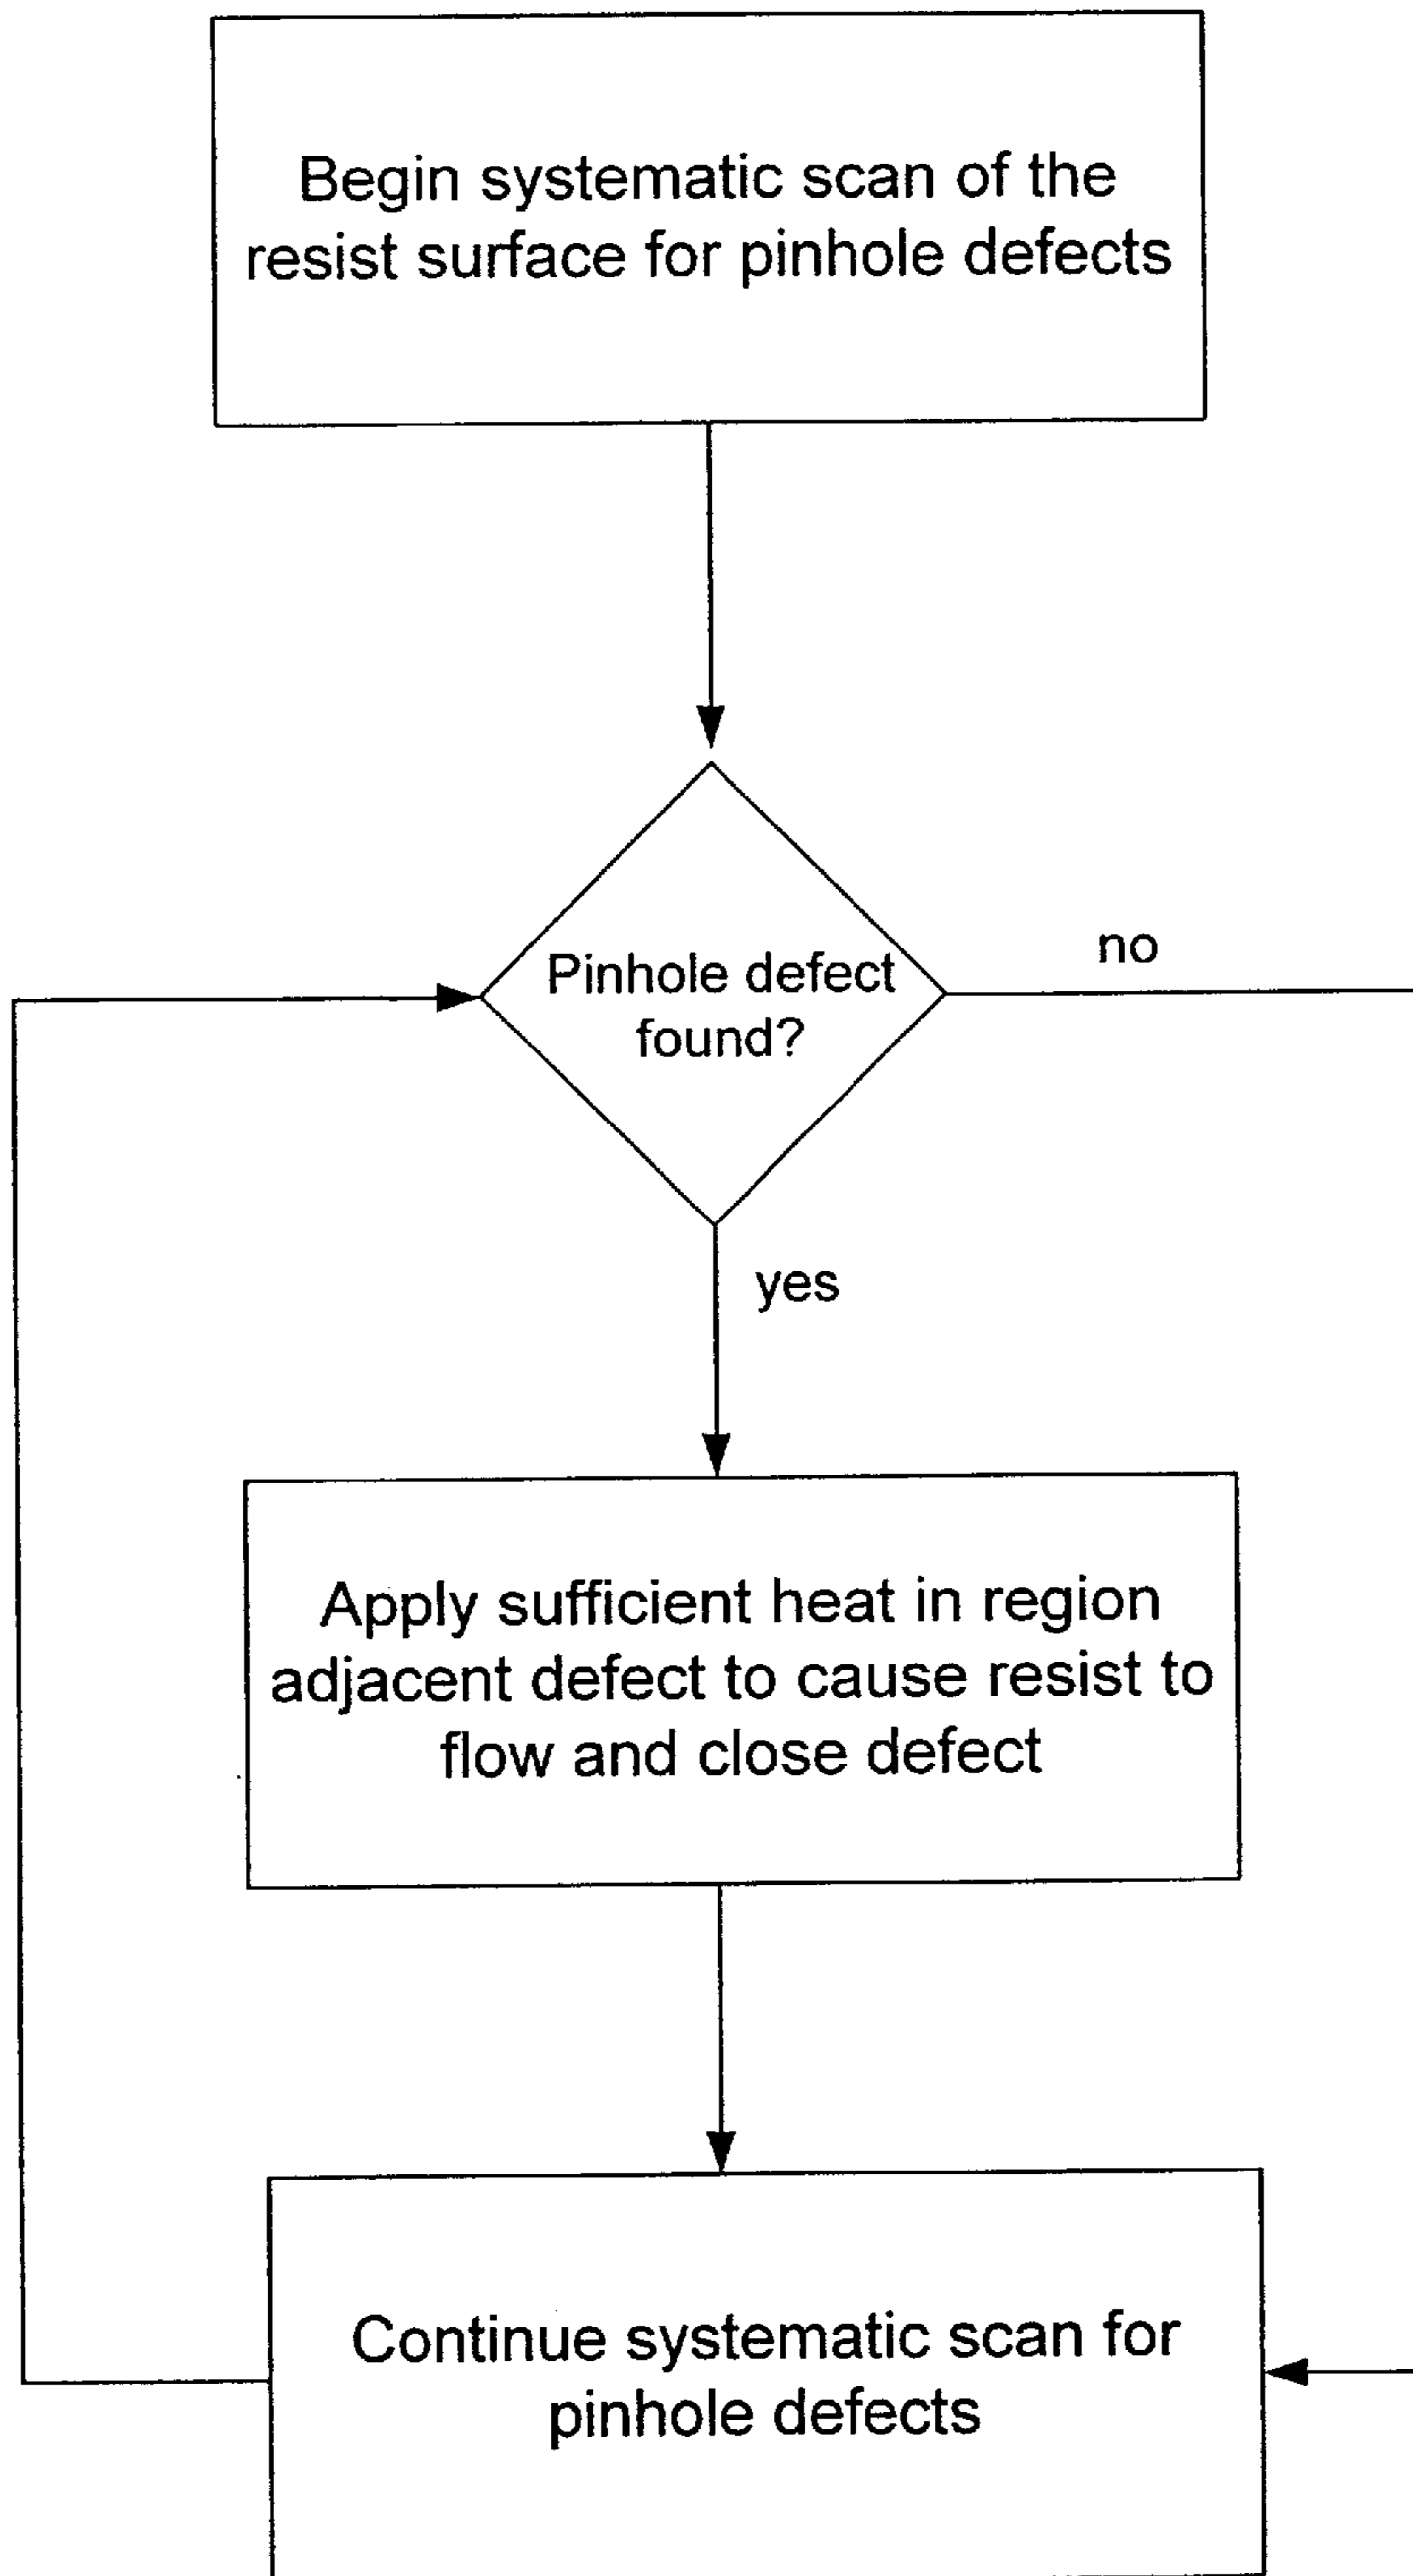 Begin systematic scan of the
resist surface for pinhole defects
Pinhole defect
found?
no
yes
Apply sufficient heat in region
adjacent defect to cause resist to
flow and close defect
Continue systematic scan for
pinhole defects